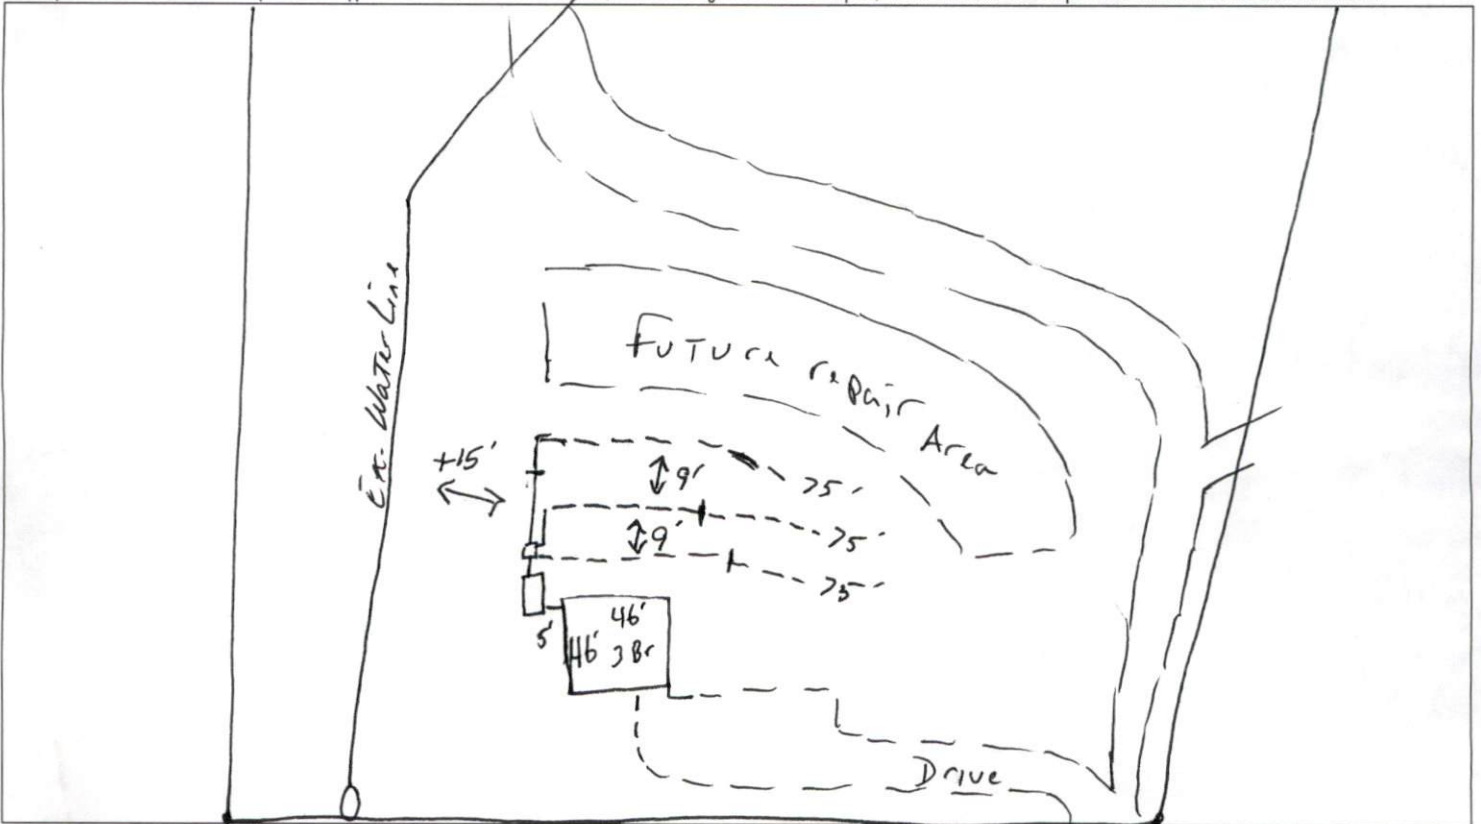 Ex. Water Line
Future repair Area
+15'
9'
75'
9'
75'
75'
5'
46'
46' 3 Br
Drive